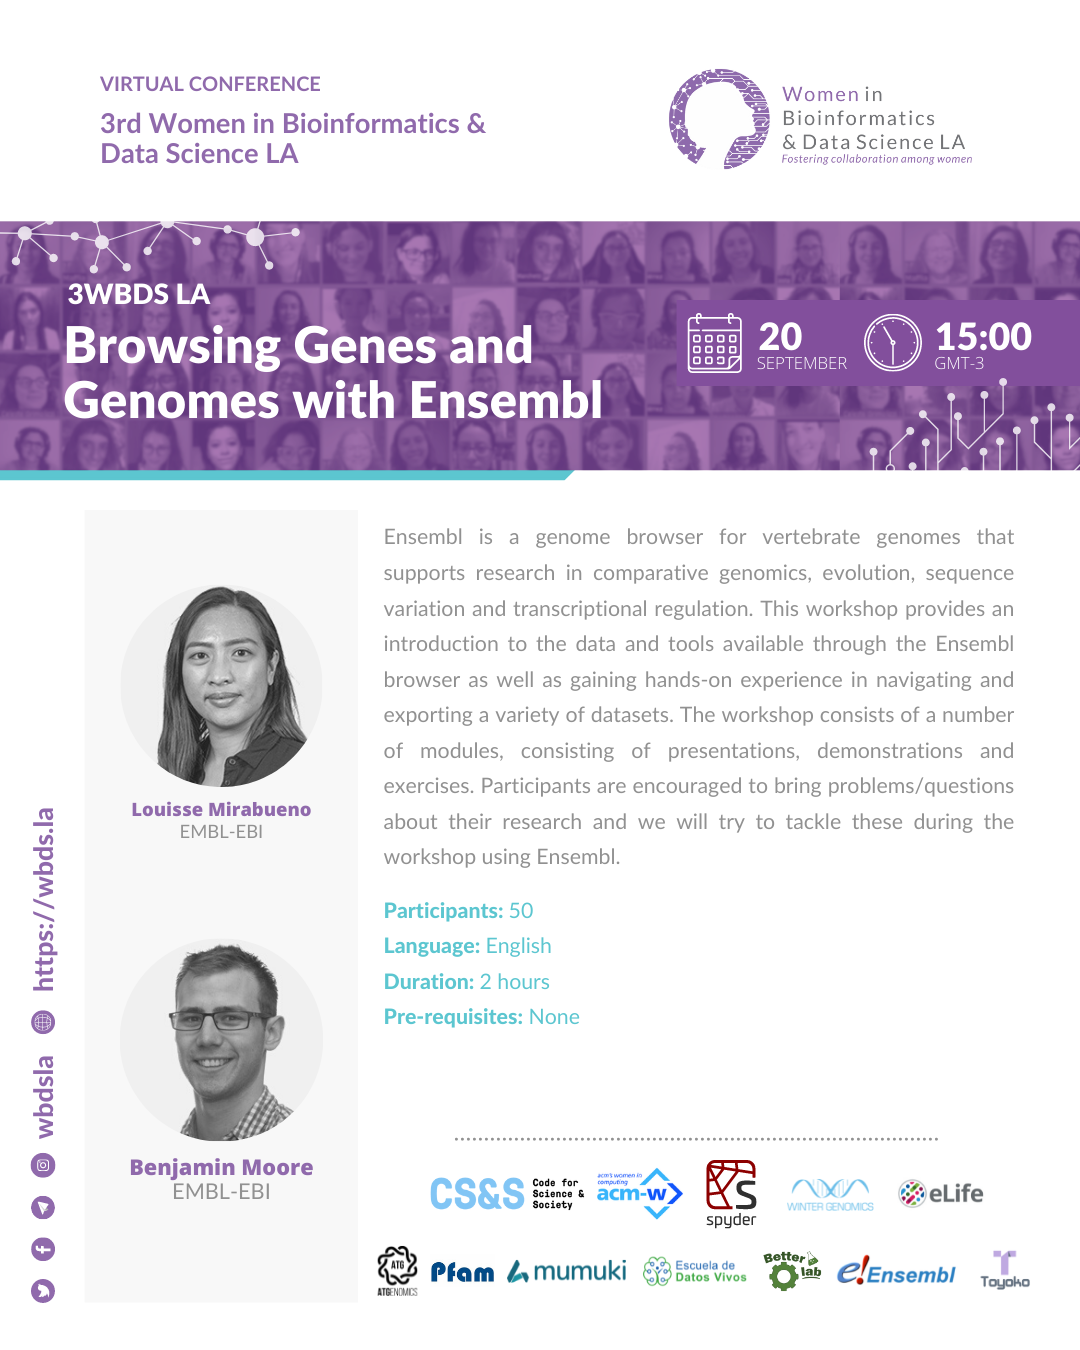 VIRTUAL CONFERENCE
3rd Women in Bioinformatics &
Data Science LA
Women in
Bioinformatics
& Data Science LA
Fostering collaboration among women
3WBDS LA
Browsing Genes and
Genomes with Ensembl
20
SEPTEMBER
15:00
GMT-3
Ensembl is a genome browser for vertebrate genomes that
supports research in comparative genomics, evolution, sequence
variation and transcriptional regulation. This workshop provides an
introduction to the data and tools available through the Ensembl
browser as well as gaining hands-on experience in navigating and
exporting a variety of datasets. The workshop consists of a number
of modules, consisting of presentations, demonstrations and
exercises. Participants are encouraged to bring problems/questions
about their research and we will try to tackle these during the
workshop using Ensembl.
Participants: 50
Language: English
Duration: 2 hours
Pre-requisites: None
Louisse Mirabueno
EMBL-EBI
Benjamin Moore
EMBL-EBI
https://wbds.la
wbdsla
CS&S
Code for
Science &
Society
acm's women in
computing
acm-w
S
spyder
WINTER GENOMICS
eLife
ATG
ATGENOMICS
Pfam
mumuki
Escuela de
Datos Vivos
Better
lab
e!Ensembl
T
Toyoko